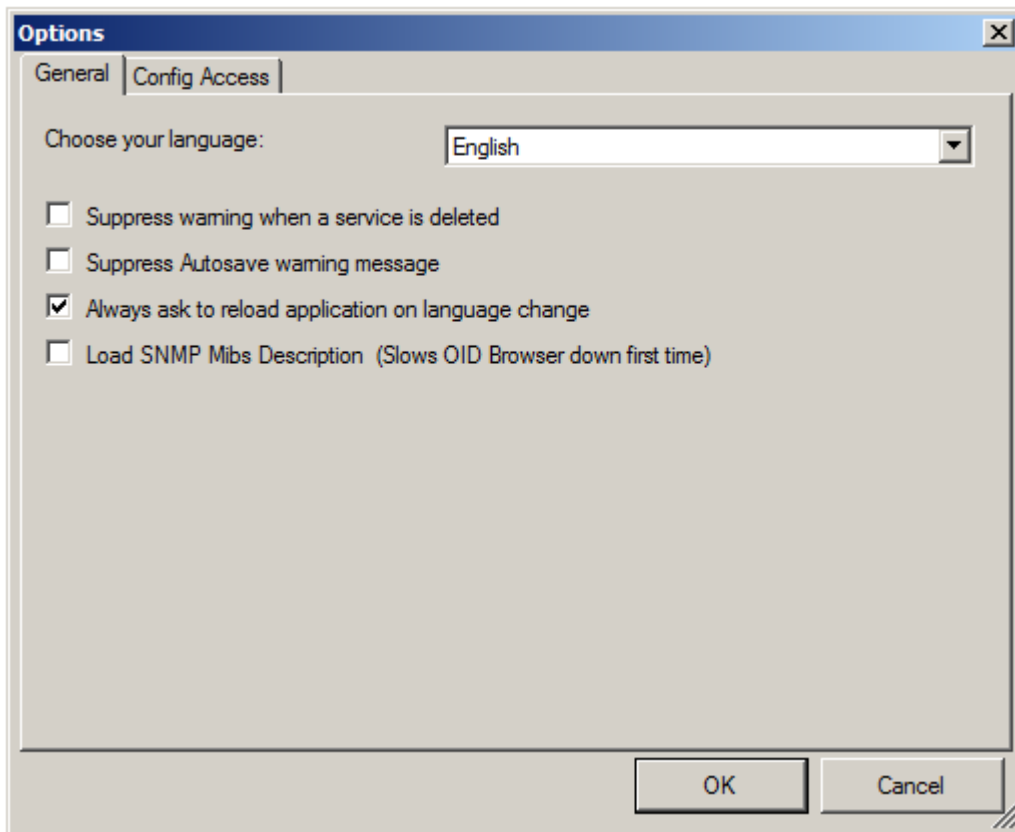 Options
General
Config Access
Choose your language:
English
Suppress warning when a service is deleted
Suppress Autosave warning message
Always ask to reload application on language change
Load SNMP Mibs Description  (Slows OID Browser down first time)
OK
Cancel